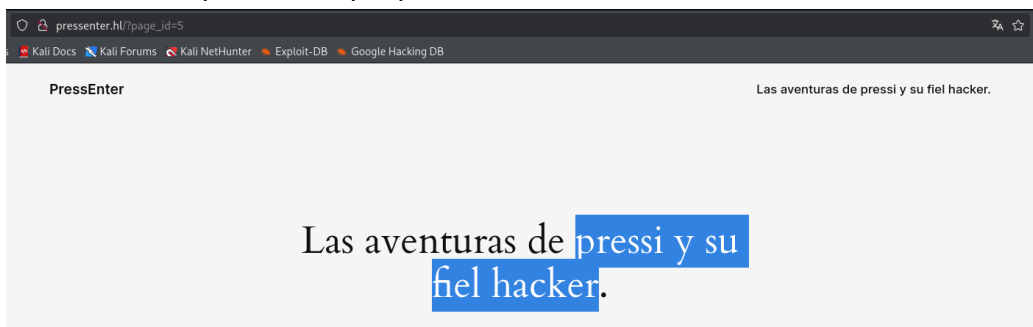 pressenter.hl/?page_id=5
Kali Docs Kali Forums Kali NetHunter Exploit-DB Google Hacking DB
PressEnter Las aventuras de pressi y su fiel hacker.
Las aventuras de pressi y su
fiel hacker.